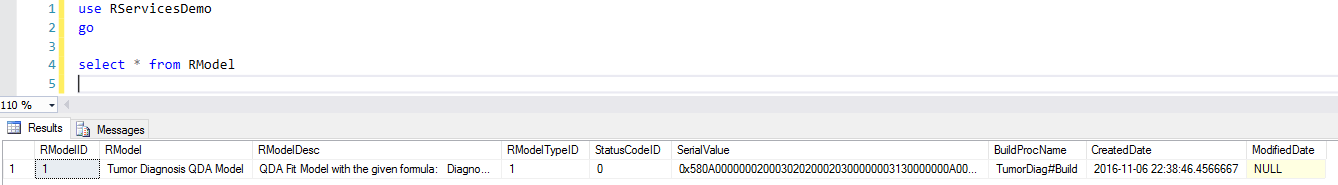 1 use RServicesDemo
2 go
3
4 select * from RModel
5
110 %
Results Messages
RModelID RModel RModelDesc RModelTypeID StatusCodeID SerialValue BuildProcName CreatedDate ModifiedDate
1 1 Tumor Diagnosis QDA Model QDA Fit Model with the given formula: Diagno... 1 0 0x580A000000020003020200020300000003130000000A00... TumorDiag#Build 2016-11-06 22:38:46.4566667 NULL